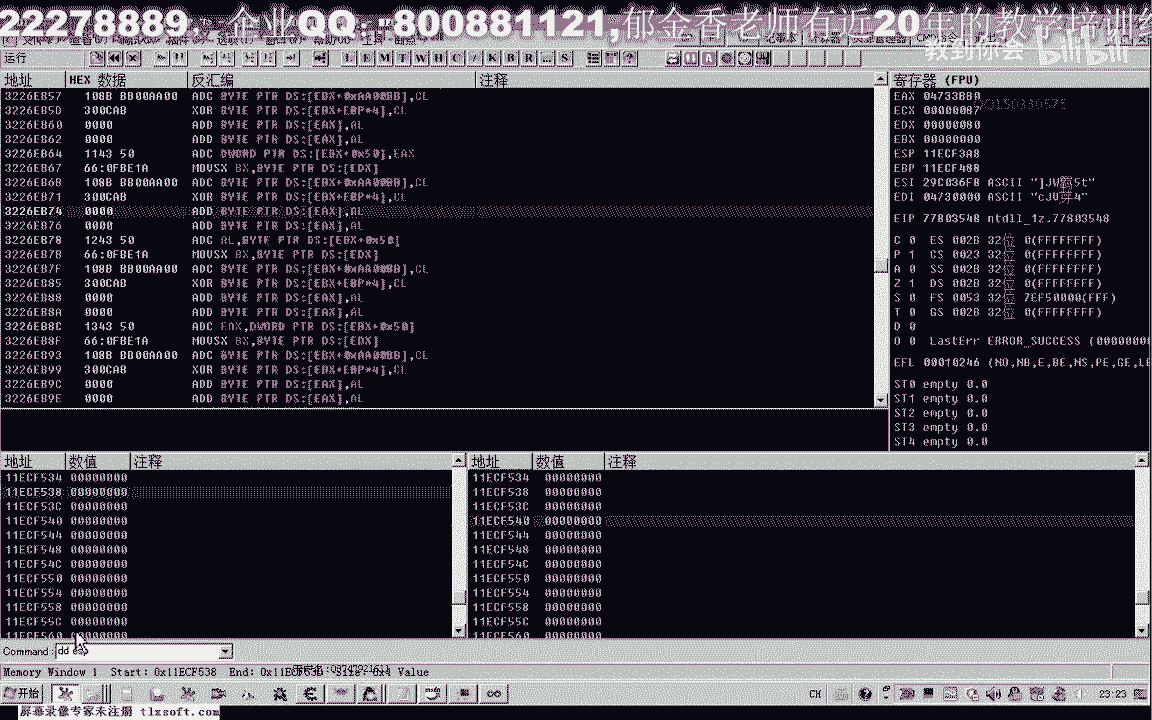 22278889. 企业QQ: 800881121,郁金香老师有近20年的教学培训
教到你会 bilibili
运行
L E M T W H C / K B R ... S
地址 HEX 数据 反汇编 注释
3226EB57 108B BB00AA00 ADC BYTE PTR DS:[EBX+0xAA00BB],CL
3226EB5D 300CAB XOR BYTE PTR DS:[EBX+EBP*4],CL
3226EB60 0000 ADD BYTE PTR DS:[EAX],AL
3226EB62 0000 ADD BYTE PTR DS:[EAX],AL
3226EB64 1143 50 ADC DWORD PTR DS:[EBX+0x50],EAX
3226EB67 66:0FBE1A MOVSX BX,BYTE PTR DS:[EDX]
3226EB6B 108B BB00AA00 ADC BYTE PTR DS:[EBX+0xAA00BB],CL
3226EB71 300CAB XOR BYTE PTR DS:[EBX+EBP*4],CL
3226EB74 0000 ADD BYTE PTR DS:[EAX],AL
3226EB76 0000 ADD BYTE PTR DS:[EAX],AL
3226EB78 1243 50 ADC AL,BYTE PTR DS:[EBX+0x50]
3226EB7B 66:0FBE1A MOVSX BX,BYTE PTR DS:[EDX]
3226EB7F 108B BB00AA00 ADC BYTE PTR DS:[EBX+0xAA00BB],CL
3226EB85 300CAB XOR BYTE PTR DS:[EBX+EBP*4],CL
3226EB88 0000 ADD BYTE PTR DS:[EAX],AL
3226EB8A 0000 ADD BYTE PTR DS:[EAX],AL
3226EB8C 1343 50 ADC EAX,DWORD PTR DS:[EBX+0x50]
3226EB8F 66:0FBE1A MOVSX BX,BYTE PTR DS:[EDX]
3226EB93 108B BB00AA00 ADC BYTE PTR DS:[EBX+0xAA00BB],CL
3226EB99 300CAB XOR BYTE PTR DS:[EBX+EBP*4],CL
3226EB9C 0000 ADD BYTE PTR DS:[EAX],AL
3226EB9E 0000 ADD BYTE PTR DS:[EAX],AL
寄存器 (FPU)
EAX 04733BB0
ECX 00000087
EDX 00000080
EBX 00000000
ESP 11ECF3A8
EBP 11ECF488
ESI 29C036F8 ASCII
EDI 04730000 ASCII
EIP 77803548 ntdll_1z.77803548
C 0 ES 002B 32位 0(FFFFFFFF)
P 1 CS 0023 32位 0(FFFFFFFF)
A 0 SS 002B 32位 0(FFFFFFFF)
Z 1 DS 002B 32位 0(FFFFFFFF)
S 0 FS 0053 32位 7EF50000(FFF)
T 0 GS 002B 32位 0(FFFFFFFF)
D 0
O 0 LastErr ERROR_SUCCESS (00000000
EFL 00010246 (NO,NB,E,BE,NS,PE,GE,LE
ST0 empty 0.0
ST1 empty 0.0
ST2 empty 0.0
ST3 empty 0.0
ST4 empty 0.0
地址 数值 注释
11ECF534 00000000
11ECF538 00000000
11ECF53C 00000000
11ECF540 00000000
11ECF544 00000000
11ECF548 00000000
11ECF54C 00000000
11ECF550 00000000
11ECF554 00000000
11ECF558 00000000
11ECF55C 00000000
11ECF560 00000000
地址 数值 注释
11ECF534 00000000
11ECF538 00000000
11ECF53C 00000000
11ECF540 00000000
11ECF544 00000000
11ECF548 00000000
11ECF54C 00000000
11ECF550 00000000
11ECF554 00000000
11ECF558 00000000
11ECF55C 00000000
11ECF560 00000000
Command: dd
Memory Window 1 Start: 0x11ECF538 End: 0x11ECF53B Size: 0x4 Value
开始 CH 23:23
屏幕录像专家未注册 tlxsoft.com